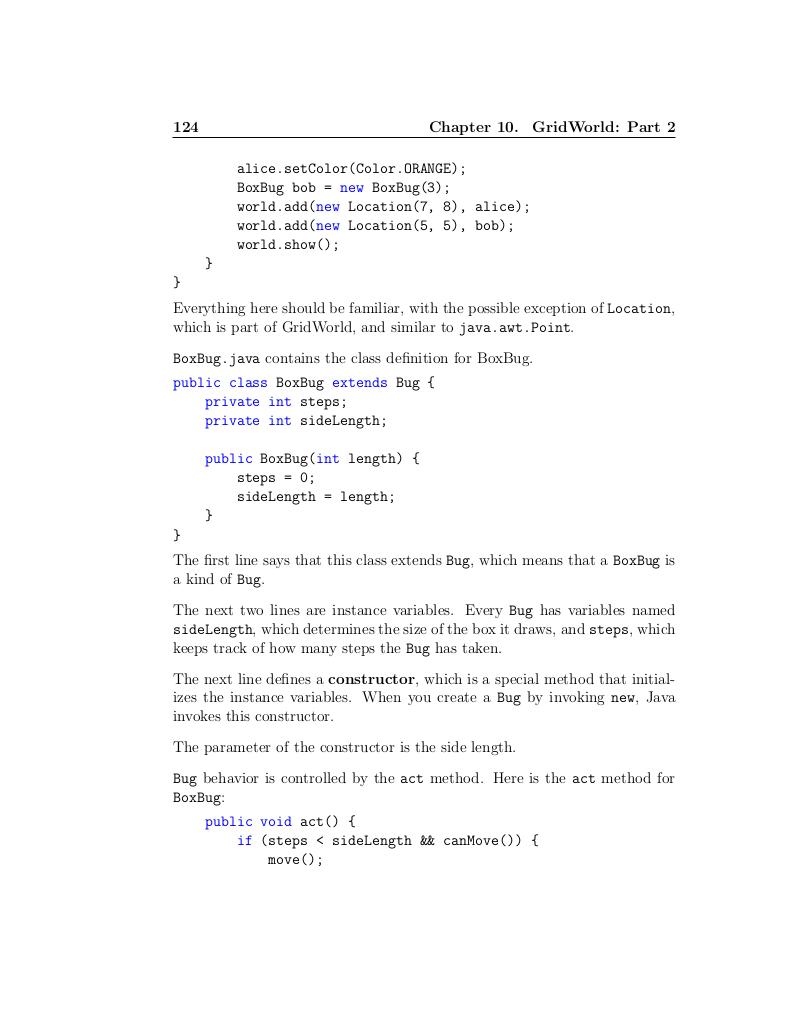 124 Chapter 10. GridWorld: Part 2
alice.setColor(Color.ORANGE);
BoxBug bob = new BoxBug(3);
world.add(new Location(7, 8), alice);
world.add(new Location(5, 5), bob);
world.show();
}
}
Everything here should be familiar, with the possible exception of Location,
which is part of GridWorld, and similar to java.awt.Point.
BoxBug.java contains the class definition for BoxBug.
public class BoxBug extends Bug {
private int steps;
private int sideLength;
public BoxBug(int length) {
steps = 0;
sideLength = length;
}
}
The first line says that this class extends Bug, which means that a BoxBug is
a kind of Bug.
The next two lines are instance variables. Every Bug has variables named
sideLength, which determines the size of the box it draws, and steps, which
keeps track of how many steps the Bug has taken.
The next line defines a constructor, which is a special method that initial-
izes the instance variables. When you create a Bug by invoking new, Java
invokes this constructor.
The parameter of the constructor is the side length.
Bug behavior is controlled by the act method. Here is the act method for
BoxBug:
public void act() {
if (steps < sideLength && canMove()) {
move();